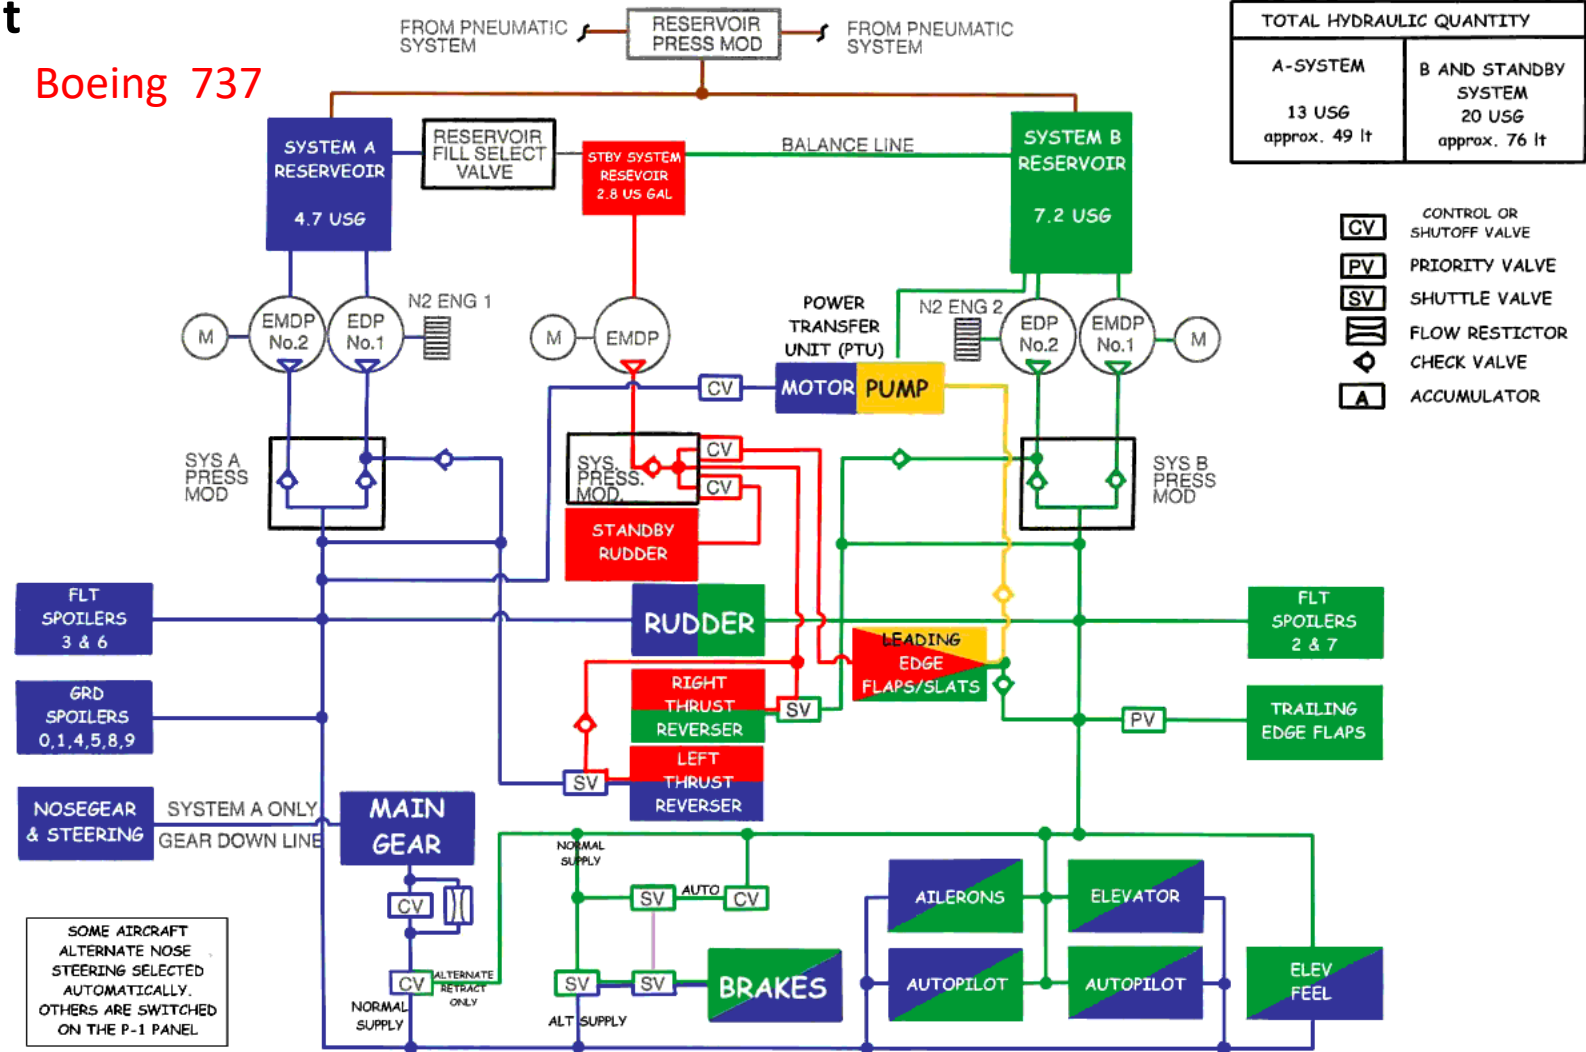 t
Boeing 737
FROM PNEUMATIC
SYSTEM
RESERVOIR
PRESS MOD
FROM PNEUMATIC
SYSTEM
TOTAL HYDRAULIC QUANTITY
A-SYSTEM
13 USG
approx. 49 lt
B AND STANDBY
SYSTEM
20 USG
approx. 76 lt
SYSTEM A
RESERVEOIR
4.7 USG
RESERVOIR
FILL SELECT
VALVE
STBY SYSTEM
RESEVOIR
2.8 US GAL
BALANCE LINE
SYSTEM B
RESERVOIR
7.2 USG
CV
CONTROL OR
SHUTOFF VALVE
PV
PRIORITY VALVE
SV
SHUTTLE VALVE
FLOW RESTICTOR
CHECK VALVE
A
ACCUMULATOR
M
EMDP
No.2
EDP
No.1
N2 ENG 1
M
EMDP
POWER
TRANSFER
UNIT (PTU)
N2 ENG 2
EDP
No.2
EMDP
No.1
M
CV
MOTOR
PUMP
SYS A
PRESS
MOD
SYS.
PRESS.
MOD.
CV
CV
SYS B
PRESS
MOD
STANDBY
RUDDER
FLT
SPOILERS
3 & 6
RUDDER
LEADING
EDGE
FLAPS/SLATS
FLT
SPOILERS
2 & 7
GRD
SPOILERS
0,1,4,5,8,9
RIGHT
THRUST
REVERSER
SV
PV
TRAILING
EDGE FLAPS
LEFT
THRUST
REVERSER
SV
NOSEGEAR
& STEERING
SYSTEM A ONLY
GEAR DOWN LINE
MAIN
GEAR
NORMAL
SUPPLY
CV
SV
AUTO
CV
AILERONS
ELEVATOR
SOME AIRCRAFT
ALTERNATE NOSE
STEERING SELECTED
AUTOMATICALLY.
OTHERS ARE SWITCHED
ON THE P-1 PANEL
CV
ALTERNATE
RETRACT
ONLY
NORMAL
SUPPLY
SV
SV
BRAKES
ALT SUPPLY
AUTOPILOT
AUTOPILOT
ELEV
FEEL